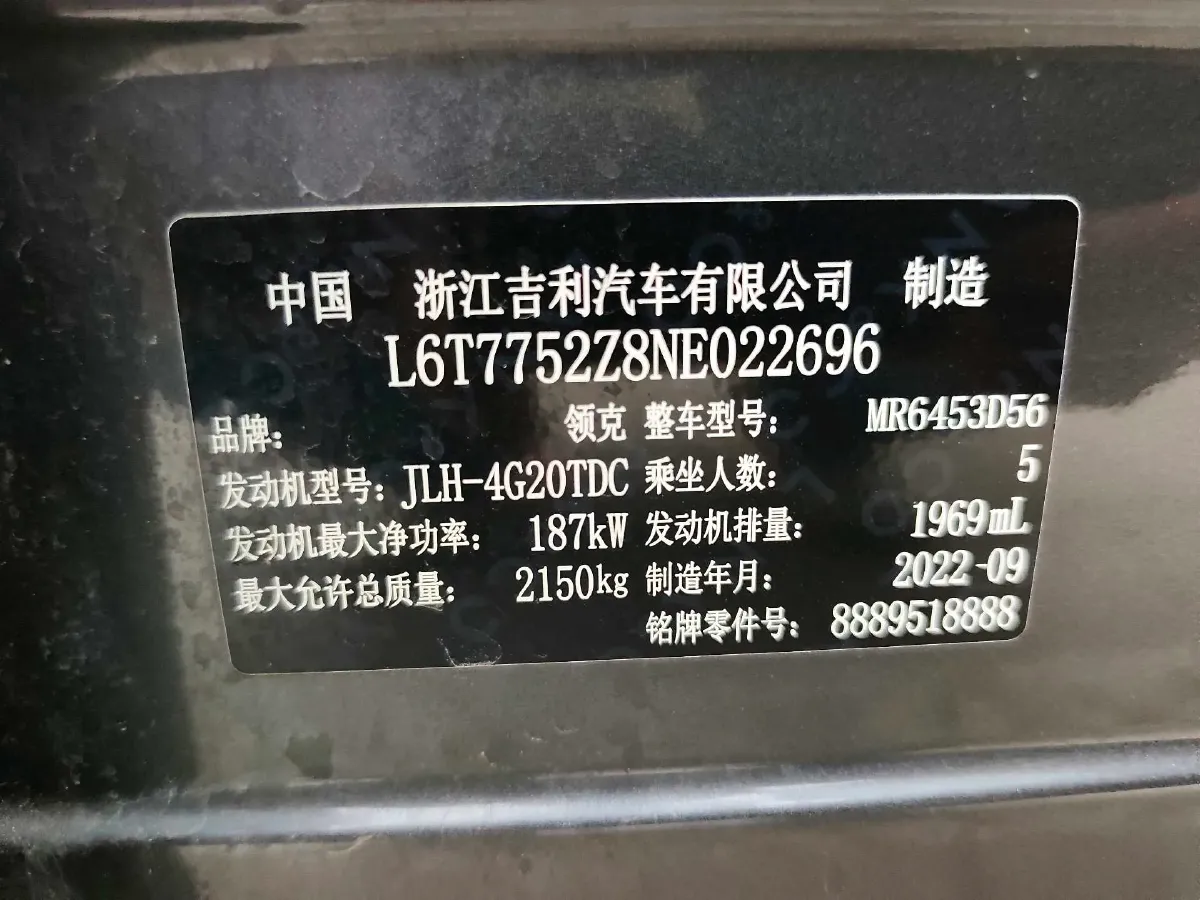 中国 浙江吉利汽车有限公司 制造
L6T7752Z8NE022696
品牌: 领克 整车型号: MR6453D56
发动机型号: JLH-4G20TDC 乘坐人数: 5
发动机最大净功率: 187kW 发动机排量: 1969mL
最大允许总质量: 2150kg 制造年月: 2022-09
铭牌零件号: 8889518888